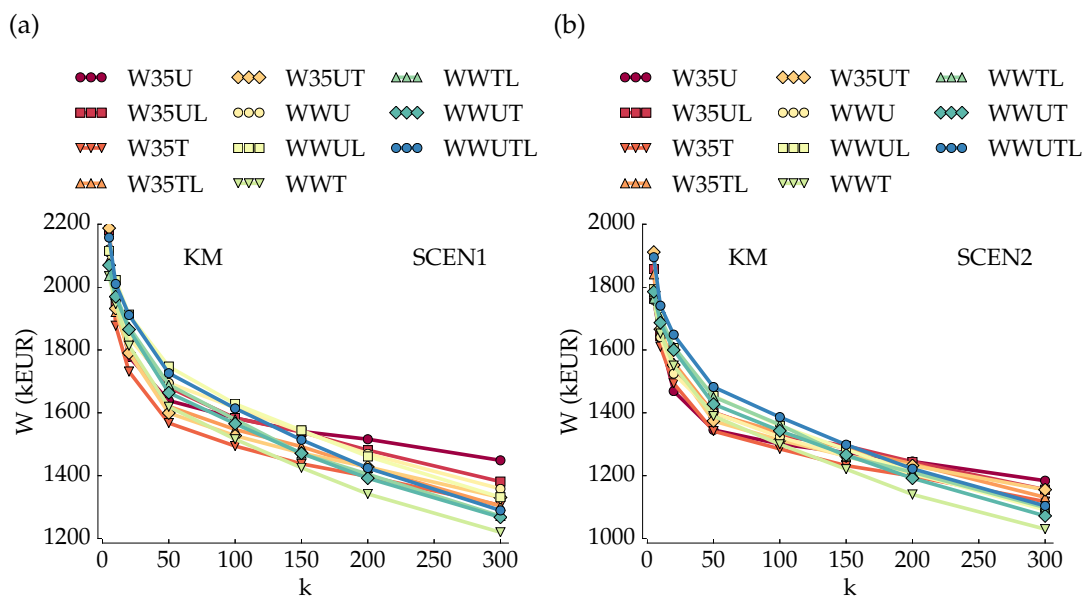 (a)
W35U W35UT WWTL
W35UL WWU WWUT
W35T WWUL WWUTL
W35TL WWT
2200
2000
1800
1600
1400
1200
W (kEUR)
KM SCEN1
0 50 100 150 200 250 300
k
(b)
W35U W35UT WWTL
W35UL WWU WWUT
W35T WWUL WWUTL
W35TL WWT
2000
1800
1600
1400
1200
1000
W (kEUR)
KM SCEN2
0 50 100 150 200 250 300
k